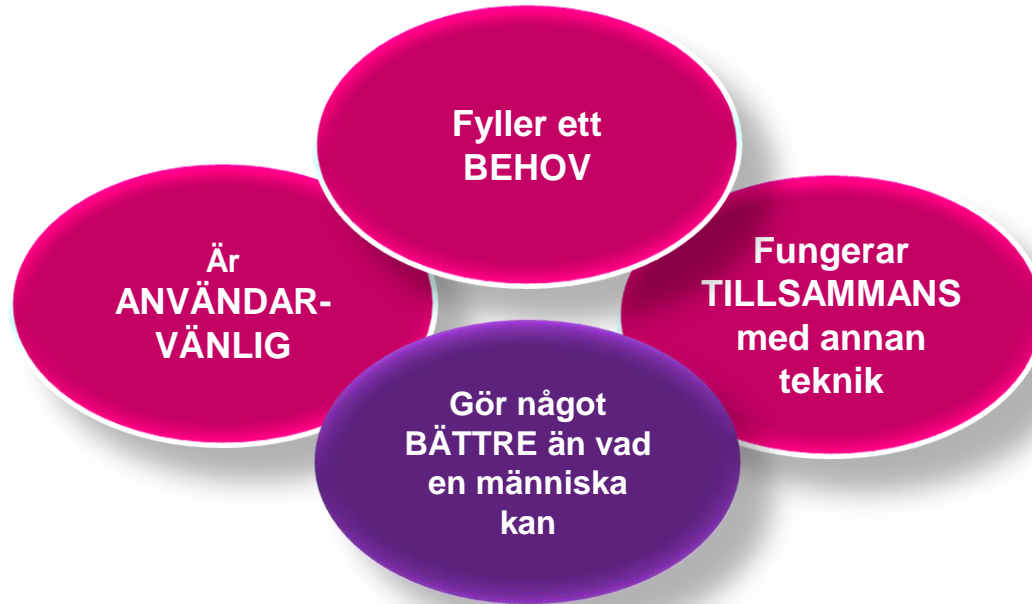 Fyller ett
BEHOV
Är
ANVÄNDAR-
VÄNLIG
Fungerar
TILLSAMMANS
med annan
teknik
Gör något
BÄTTRE än vad
en människa
kan